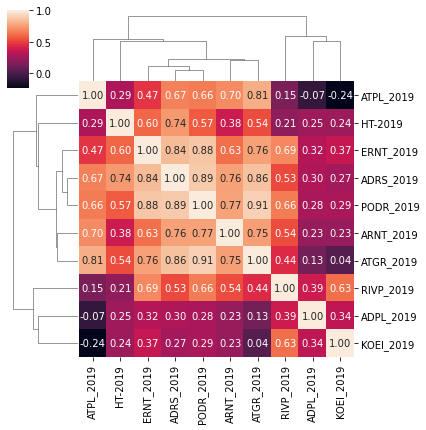 1.0
0.5
0.0
1.00 0.29 0.47 0.67 0.66 0.70 0.81 0.15 -0.07 -0.24 ATPL_2019
0.29 1.00 0.60 0.74 0.57 0.38 0.54 0.21 0.25 0.24 HT-2019
0.47 0.60 1.00 0.84 0.88 0.63 0.76 0.69 0.32 0.37 ERNT_2019
0.67 0.74 0.84 1.00 0.89 0.76 0.86 0.53 0.30 0.27 ADRS_2019
0.66 0.57 0.88 0.89 1.00 0.77 0.91 0.66 0.28 0.29 PODR_2019
0.70 0.38 0.63 0.76 0.77 1.00 0.75 0.54 0.23 0.23 ARNT_2019
0.81 0.54 0.76 0.86 0.91 0.75 1.00 0.44 0.13 0.04 ATGR_2019
0.15 0.21 0.69 0.53 0.66 0.54 0.44 1.00 0.39 0.63 RIVP_2019
-0.07 0.25 0.32 0.30 0.28 0.23 0.13 0.39 1.00 0.34 ADPL_2019
-0.24 0.24 0.37 0.27 0.29 0.23 0.04 0.63 0.34 1.00 KOEI_2019
ATPL_2019
HT-2019
ERNT_2019
ADRS_2019
PODR_2019
ARNT_2019
ATGR_2019
RIVP_2019
ADPL_2019
KOEI_2019